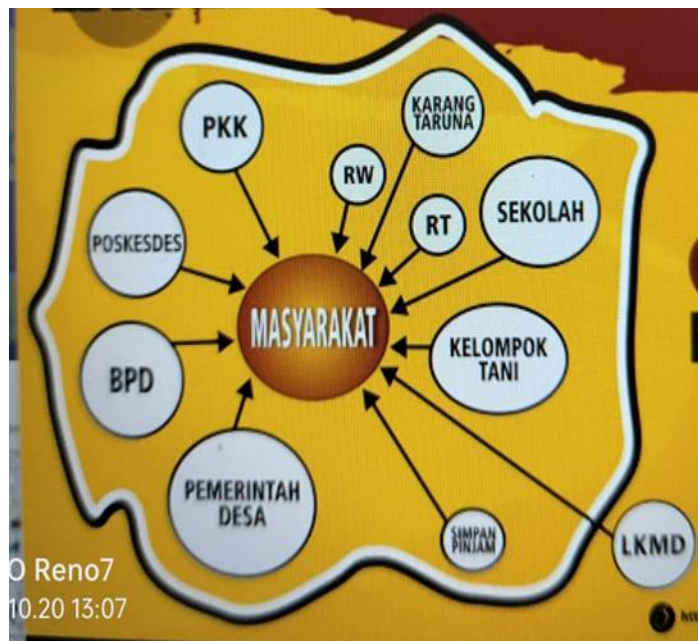 PKK
KARANG
TARUNA
RW
RT
SEKOLAH
POSKESDES
MASYARAKAT
KELOMPOK
TANI
BPD
PEMERINTAH
DESA
SIMPAN
PINJAM
LKMD
O Reno7
10.20 13:07